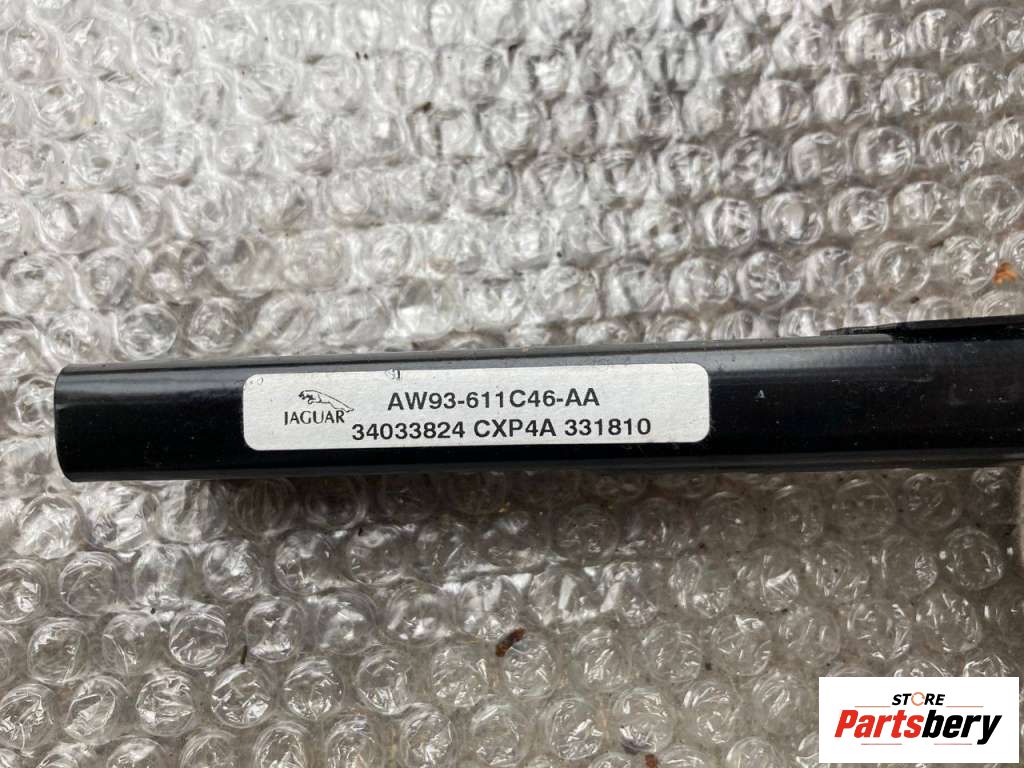 JAGUAR
AW93-611C46-AA
34033824 CXP4A 331810
STORE
Partsbery